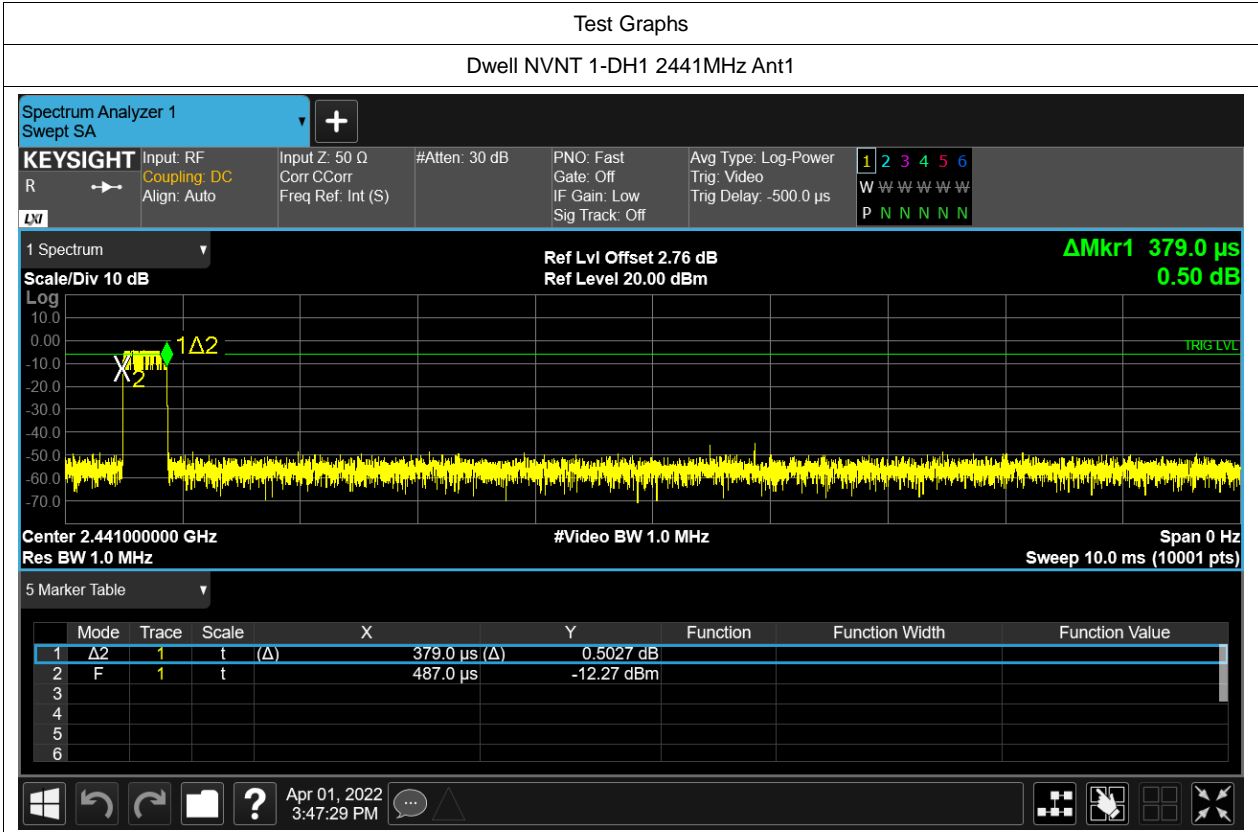 Test Graphs
Dwell NVNT 1-DH1 2441MHz Ant1
Spectrum Analyzer 1
Swept SA
KEYSIGHT
R
LXI
Input: RF
Coupling: DC
Align: Auto
Input Z: 50 Ω
Corr CCorr
Freq Ref: Int (S)
#Atten: 30 dB
PNO: Fast
Gate: Off
IF Gain: Low
Sig Track: Off
Avg Type: Log-Power
Trig: Video
Trig Delay: -500.0 µs
1 2 3 4 5 6
W W W W W W
P N N N N N
1 Spectrum
Scale/Div 10 dB
Ref Lvl Offset 2.76 dB
Ref Level 20.00 dBm
ΔMkr1 379.0 µs
0.50 dB
Log
10.0
0.00
-10.0
-20.0
-30.0
-40.0
-50.0
-60.0
-70.0
1Δ2
X2
TRIG LVL
Center 2.441000000 GHz
Res BW 1.0 MHz
#Video BW 1.0 MHz
Span 0 Hz
Sweep 10.0 ms (10001 pts)
5 Marker Table
Mode Trace Scale X Y Function Function Width Function Value
1 Δ2 1 t (Δ) 379.0 µs (Δ) 0.5027 dB
2 F 1 t 487.0 µs -12.27 dBm
3
4
5
6
?
Apr 01, 2022
3:47:29 PM